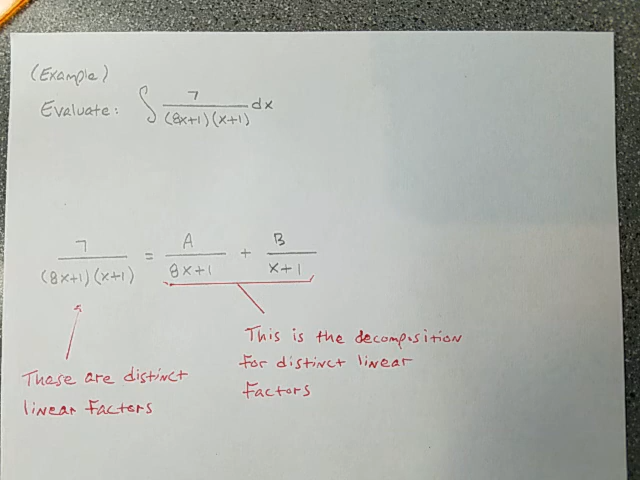 (Example)
Evaluate: ∫ 7/((8x+1)(x+1)) dx
7/((8x+1)(x+1)) = A/(8x+1) + B/(x+1)
These are distinct
linear Factors
This is the decomposition
for distinct linear
Factors